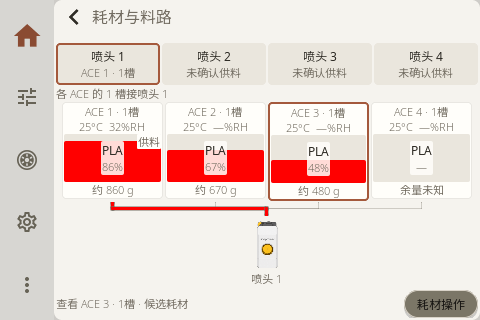 耗材与料路
喷头 1
ACE 1 · 1槽
喷头 2
未确认供料
喷头 3
未确认供料
喷头 4
未确认供料
各 ACE 的 1 槽接喷头 1
ACE 1 · 1槽
25°C 32%RH
供料
PLA
86%
约 860 g
ACE 2 · 1槽
25°C —%RH
PLA
67%
约 670 g
ACE 3 · 1槽
25°C —%RH
PLA
48%
约 480 g
ACE 4 · 1槽
25°C —%RH
PLA
—
余量未知
喷头 1
查看 ACE 3 · 1槽 · 候选耗材
耗材操作